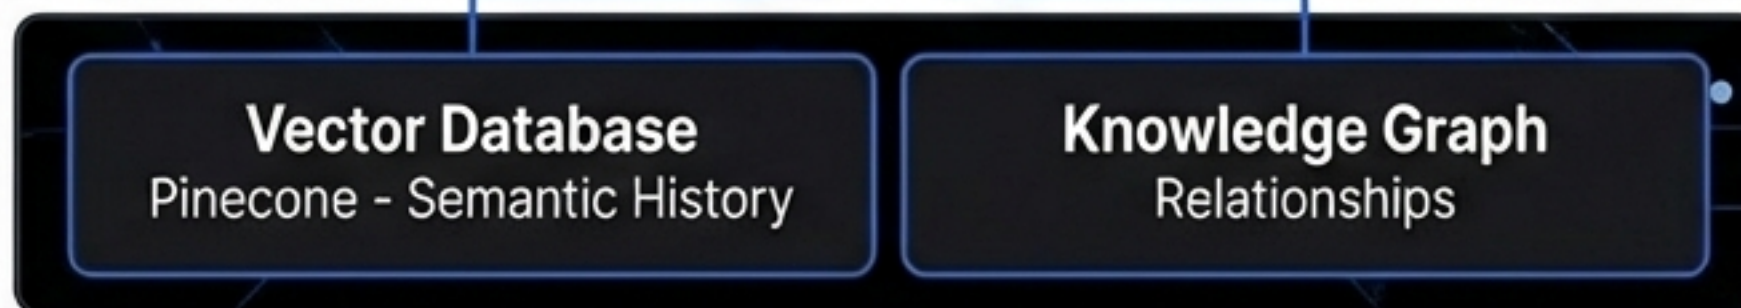 Vector Database
Pinecone - Semantic History
Knowledge Graph
Relationships